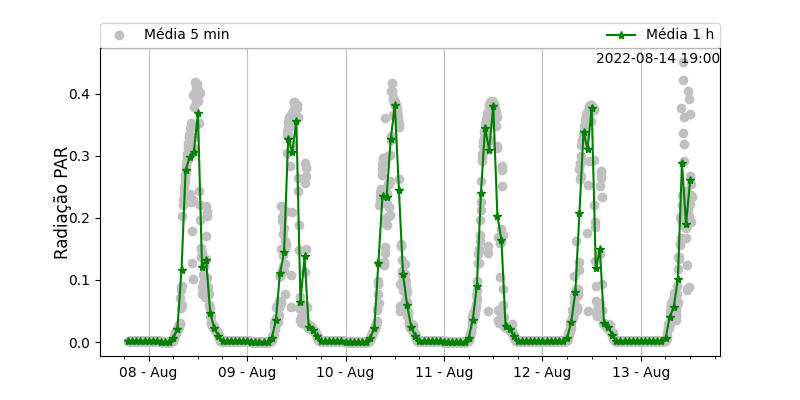 Média 5 min
Média 1 h
2022-08-14 19:00
Radiação PAR
0.4
0.3
0.2
0.1
0.0
08 - Aug
09 - Aug
10 - Aug
11 - Aug
12 - Aug
13 - Aug